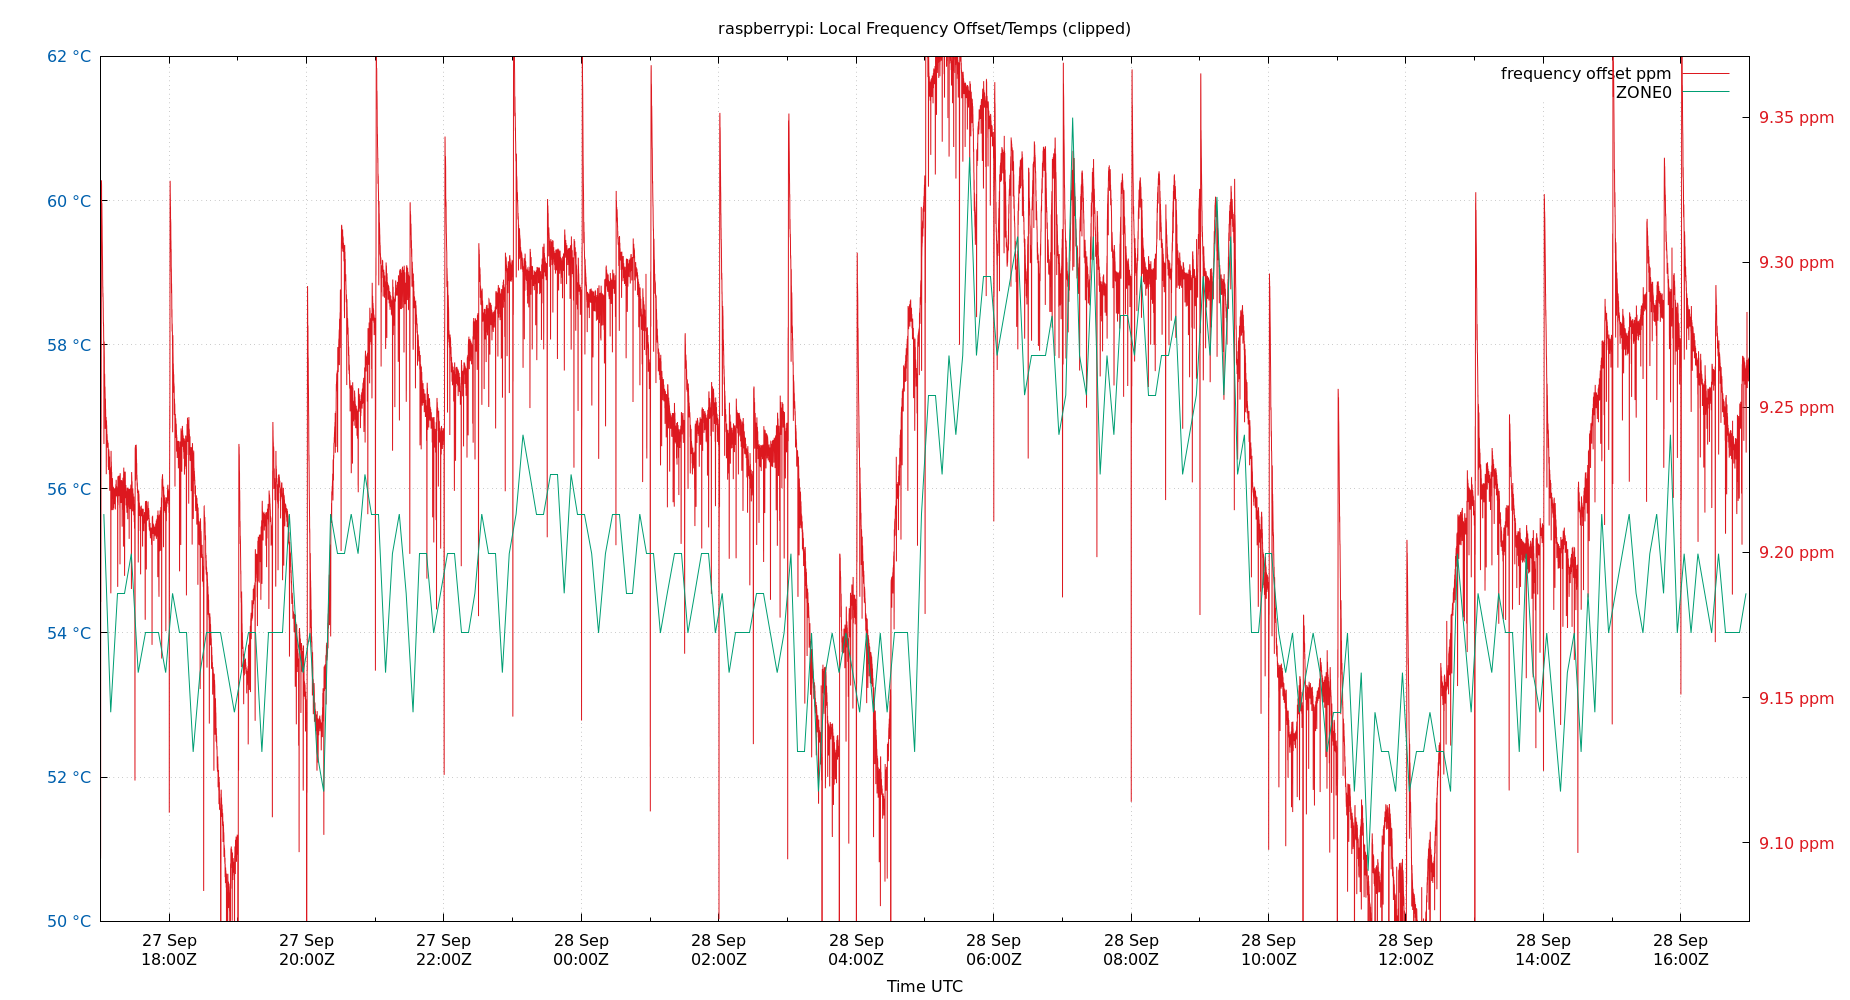 raspberrypi: Local Frequency Offset/Temps (clipped)
62 °C
60 °C
58 °C
56 °C
54 °C
52 °C
50 °C
frequency offset ppm
ZONE0
9.35 ppm
9.30 ppm
9.25 ppm
9.20 ppm
9.15 ppm
9.10 ppm
27 Sep
18:00Z
27 Sep
20:00Z
27 Sep
22:00Z
28 Sep
00:00Z
28 Sep
02:00Z
28 Sep
04:00Z
28 Sep
06:00Z
28 Sep
08:00Z
28 Sep
10:00Z
28 Sep
12:00Z
28 Sep
14:00Z
28 Sep
16:00Z
Time UTC